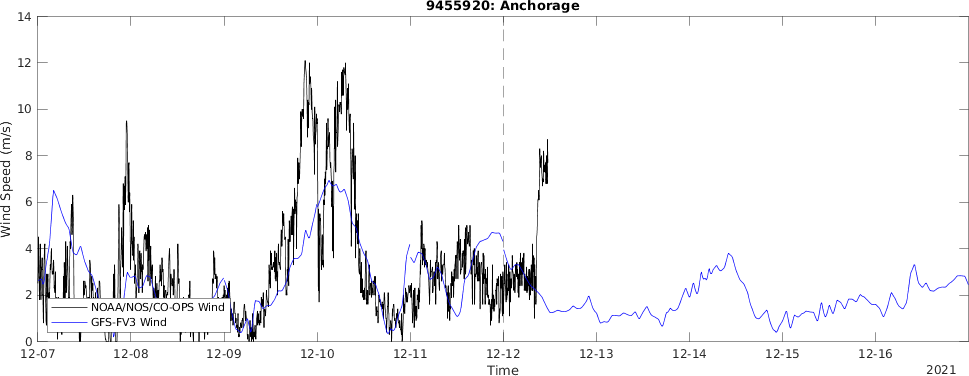 9455920: Anchorage
14
12
10
8
6
4
2
0
Wind Speed (m/s)
NOAA/NOS/CO-OPS Wind
GFS-FV3 Wind
12-07 12-08 12-09 12-10 12-11 12-12 12-13 12-14 12-15 12-16
Time
2021